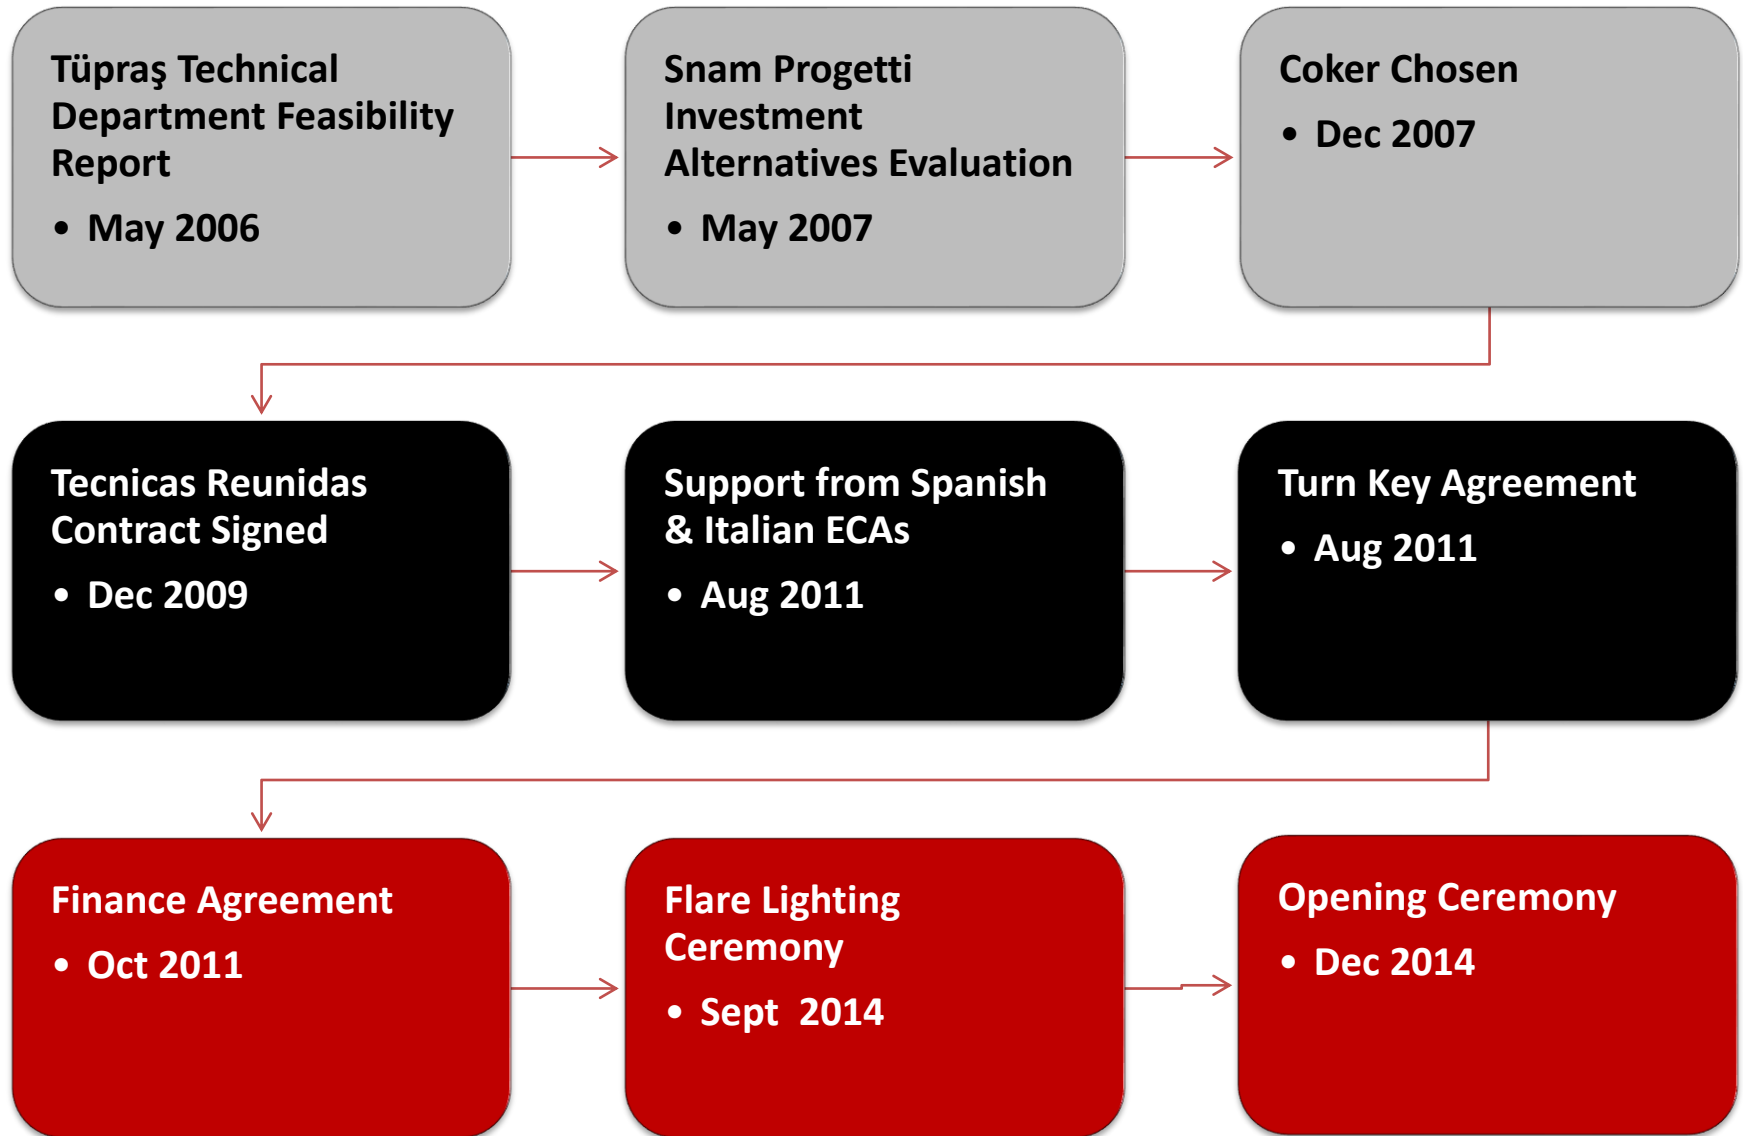 Tüpraş Technical
Department Feasibility
Report
• May 2006
Snam Progetti
Investment
Alternatives Evaluation
• May 2007
Coker Chosen
• Dec 2007
Tecnicas Reunidas
Contract Signed
• Dec 2009
Support from Spanish
& Italian ECAs
• Aug 2011
Turn Key Agreement
• Aug 2011
Finance Agreement
• Oct 2011
Flare Lighting
Ceremony
• Sept  2014
Opening Ceremony
• Dec 2014